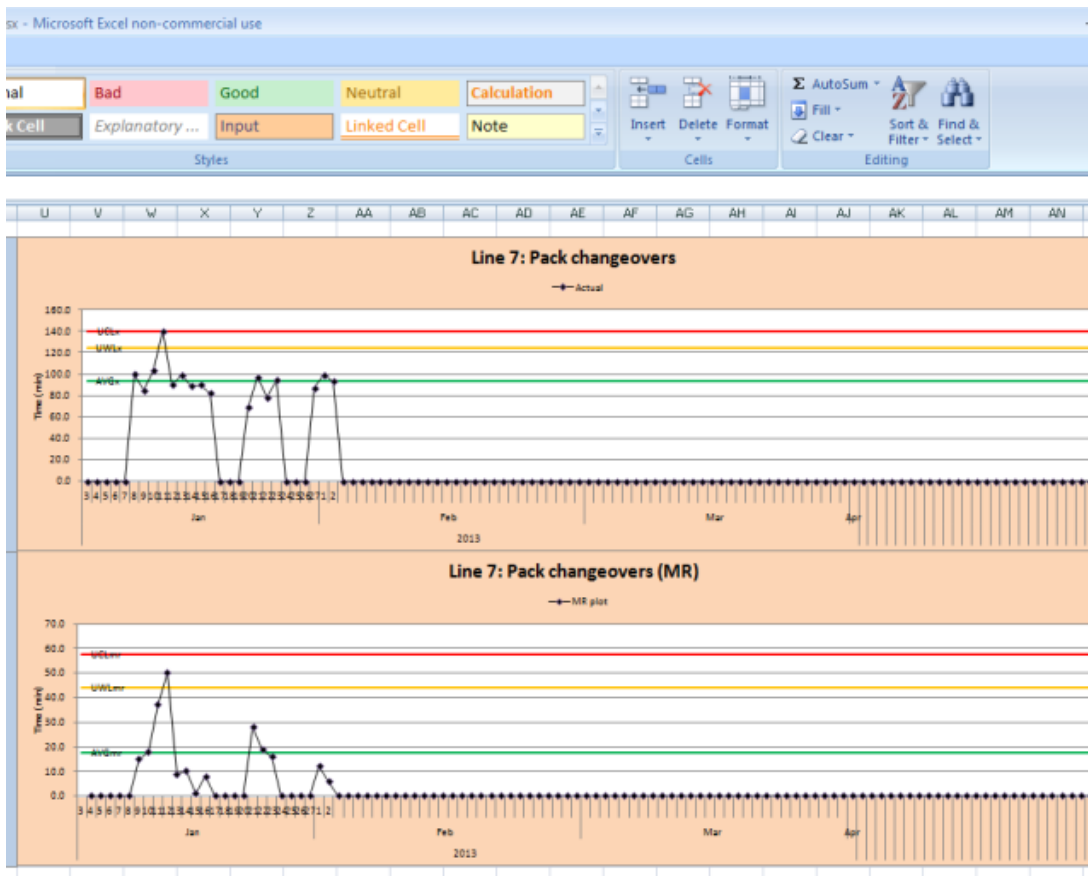 sx - Microsoft Excel non-commercial use
nal Bad Good Neutral Calculation
k Cell Explanatory ... Input Linked Cell Note
Styles
Insert Delete Format
Cells
Σ AutoSum
Fill
Clear
Sort & Filter
Find & Select
Editing
U V W X Y Z AA AB AC AD AE AF AG AH AI AJ AK AL AM AN
Line 7: Pack changeovers
Actual
160.0
140.0
120.0
100.0
80.0
60.0
40.0
20.0
0.0
Time (min)
UCLx
UWLx
AVGx
Jan Feb Mar Apr
2013
Line 7: Pack changeovers (MR)
MR plot
70.0
60.0
50.0
40.0
30.0
20.0
10.0
0.0
Time (min)
UCLmr
UWLmr
AVGmr
Jan Feb Mar Apr
2013